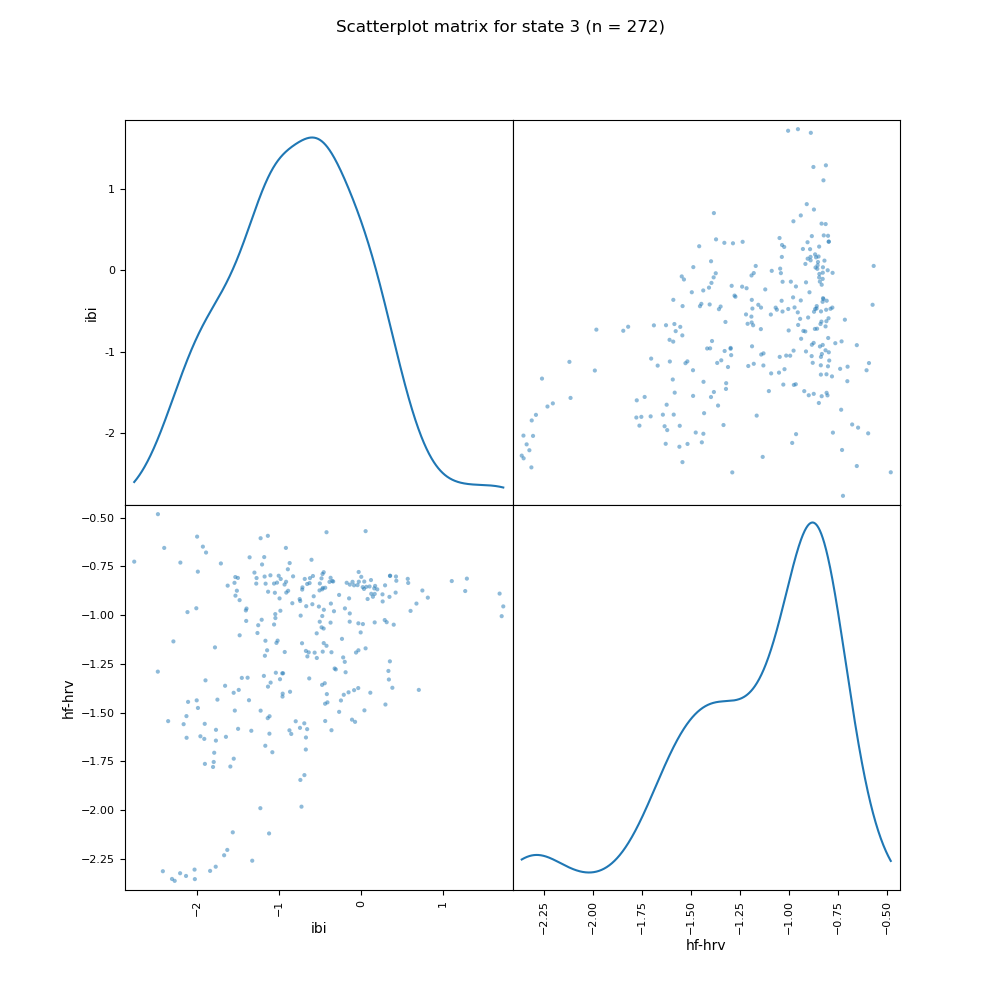 Scatterplot matrix for state 3 (n = 272)
ibi
1
0
−1
−2
hf-hrv
−0.50
−0.75
−1.00
−1.25
−1.50
−1.75
−2.00
−2.25
−2 −1 0 1
ibi
−2.25 −2.00 −1.75 −1.50 −1.25 −1.00 −0.75 −0.50
hf-hrv